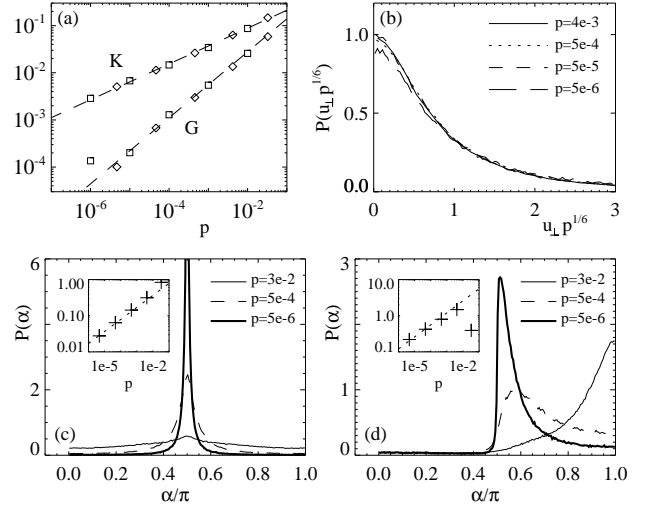 (a)
10⁻¹
10⁻²
10⁻³
10⁻⁴
K
G
10⁻⁶ 10⁻⁴ 10⁻²
p
(b)
p=4e-3
p=5e-4
p=5e-5
p=5e-6
P(u⊥p^1/6)
1.0
0.5
0.0
0 1 2 3
u⊥p^1/6
P(α)
6
4
2
0
1.00
0.10
0.01
1e-5 1e-2
p
p=3e-2
p=5e-4
p=5e-6
(c)
0.0 0.2 0.4 0.6 0.8 1.0
α/π
P(α)
3
2
1
0
10.0
1.0
0.1
1e-5 1e-2
p
p=3e-2
p=5e-4
p=5e-6
(d)
0.0 0.2 0.4 0.6 0.8 1.0
α/π